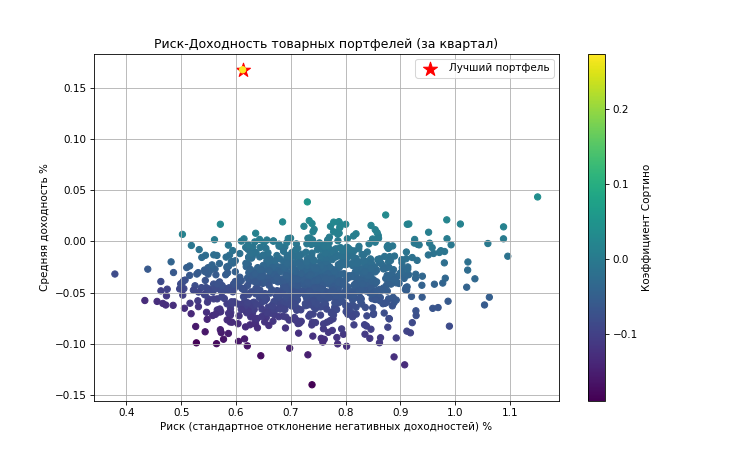 Риск-Доходность товарных портфелей (за квартал)
Лучший портфель
Средняя доходность %
0.15
0.10
0.05
0.00
−0.05
−0.10
−0.15
0.4 0.5 0.6 0.7 0.8 0.9 1.0 1.1
Риск (стандартное отклонение негативных доходностей) %
0.2
0.1
0.0
−0.1
Коэффициент Сортино